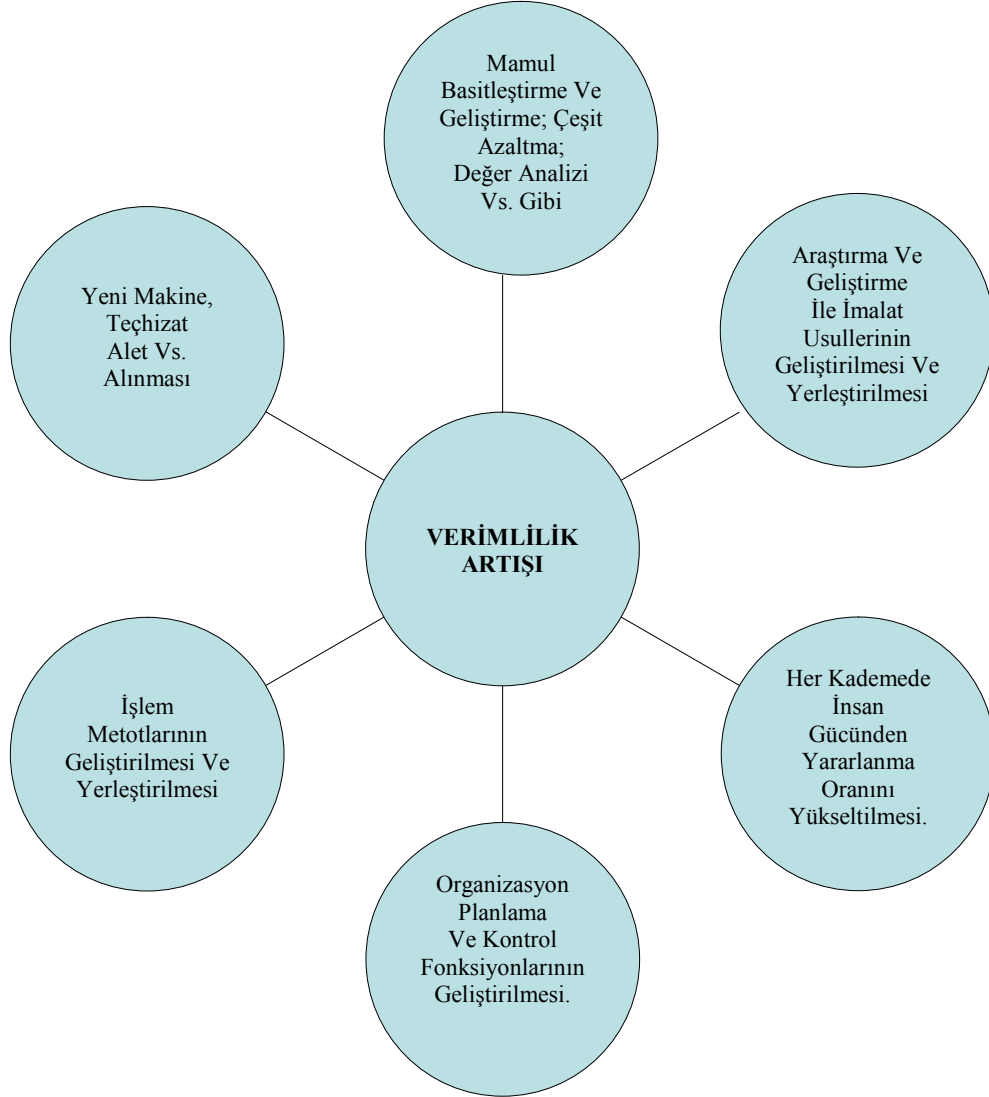 Mamul
Basitleştirme Ve
Geliştirme; Çeşit
Azaltma;
Değer Analizi
Vs. Gibi
Araştırma Ve
Geliştirme
İle İmalat
Usullerinin
Geliştirilmesi Ve
Yerleştirilmesi
Yeni Makine,
Teçhizat
Alet Vs.
Alınması
VERİMLİLİK
ARTIŞI
İşlem
Metotlarının
Geliştirilmesi Ve
Yerleştirilmesi
Her Kademede
İnsan
Gücünden
Yararlanma
Oranını
Yükseltilmesi.
Organizasyon
Planlama
Ve Kontrol
Fonksiyonlarının
Geliştirilmesi.